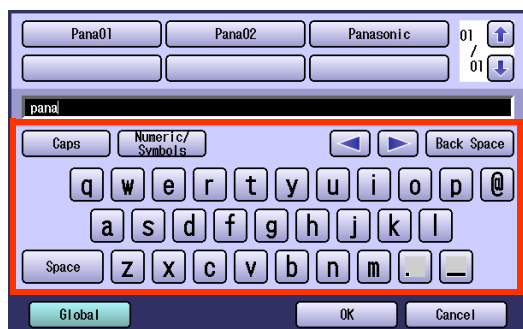 Pana01 Pana02 Panasonic 01
/
01
pana
Caps Numeric/ Back Space
Symbols
q w e r t y u i o p @
a s d f g h j k l
Space z x c v b n m . _
Global OK Cancel